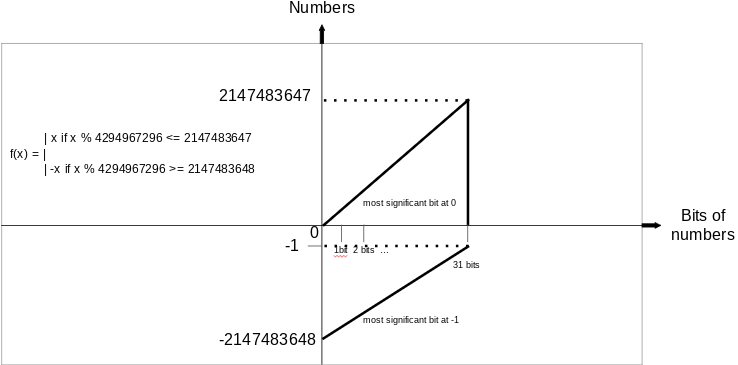 Numbers
2147483647
| x if x % 4294967296 <= 2147483647
f(x) = |
| -x if x % 4294967296 >= 2147483648
most significant bit at 0
Bits of
numbers
0
-1
1bit 2 bits ...
31 bits
most significant bit at -1
-2147483648